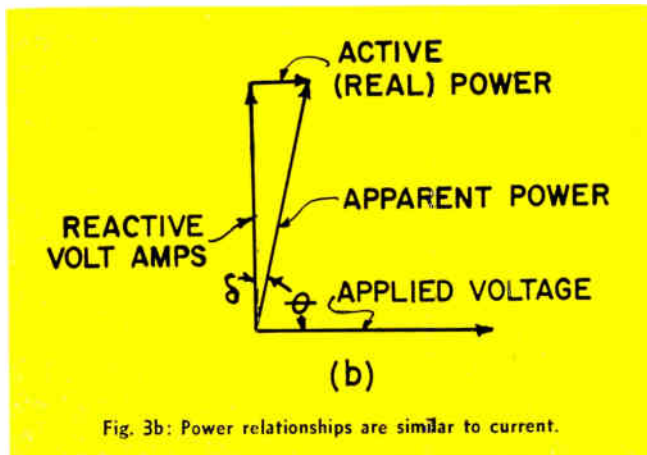 ACTIVE
(REAL) POWER
APPARENT POWER
REACTIVE
VOLT AMPS
δ
θ
APPLIED VOLTAGE
(b)
Fig. 3b: Power relationships are similar to current.